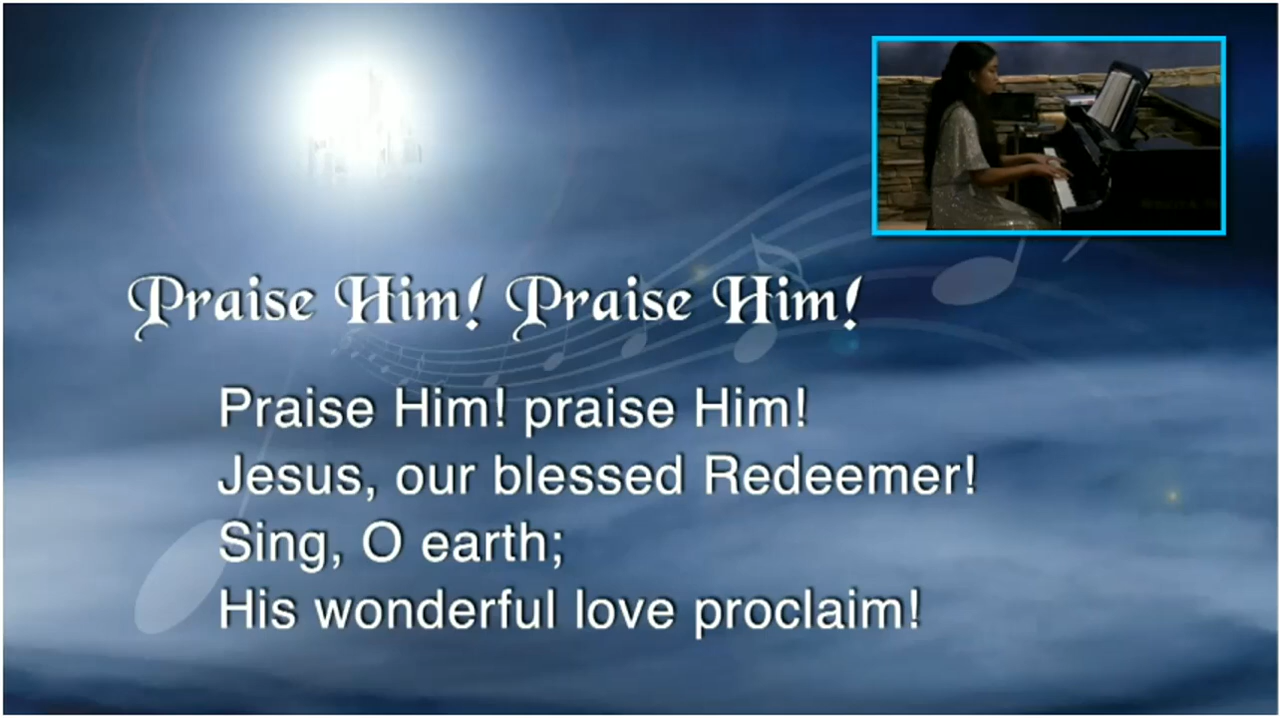 Praise Him! Praise Him!
Praise Him! praise Him!
Jesus, our blessed Redeemer!
Sing, O earth;
His wonderful love proclaim!